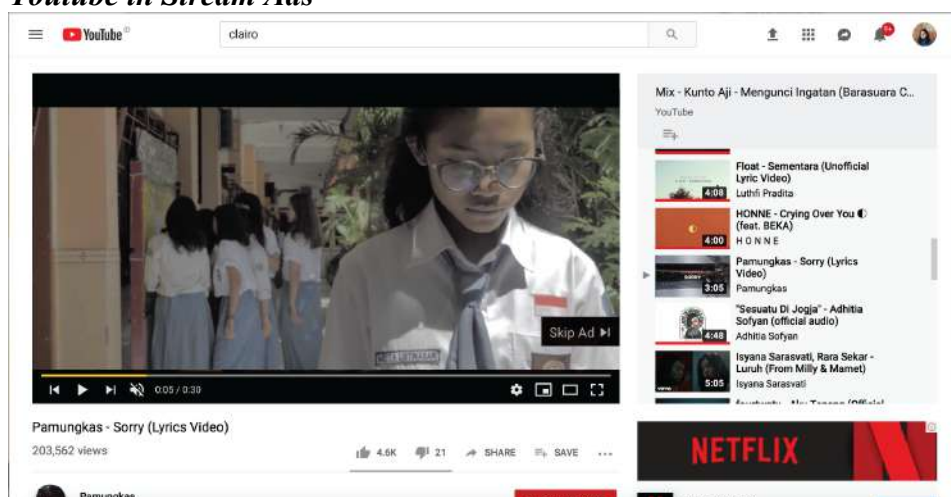 Youtube in Stream Ads
YouTube ID
clairo
9+
Skip Ad
0:05 / 0:30
Pamungkas - Sorry (Lyrics Video)
203,562 views
4.6K
21
SHARE
SAVE
Pamungkas
Mix - Kunto Aji - Mengunci Ingatan (Barasuara C...
YouTube
Float - Sementara (Unofficial
Lyric Video)
4:08
Luthfi Pradita
HONNE - Crying Over You
(feat. BEKA)
4:00
H O N N E
Pamungkas - Sorry (Lyrics
Video)
SORRY
3:05
Pamungkas
"Sesuatu Di Jogja" - Adhitia
Sofyan (official audio)
4:48
Adhitia Sofyan
Isyana Sarasvati, Rara Sekar -
Luruh (From Milly & Mamet)
5:05
Isyana Sarasvati
NETFLIX